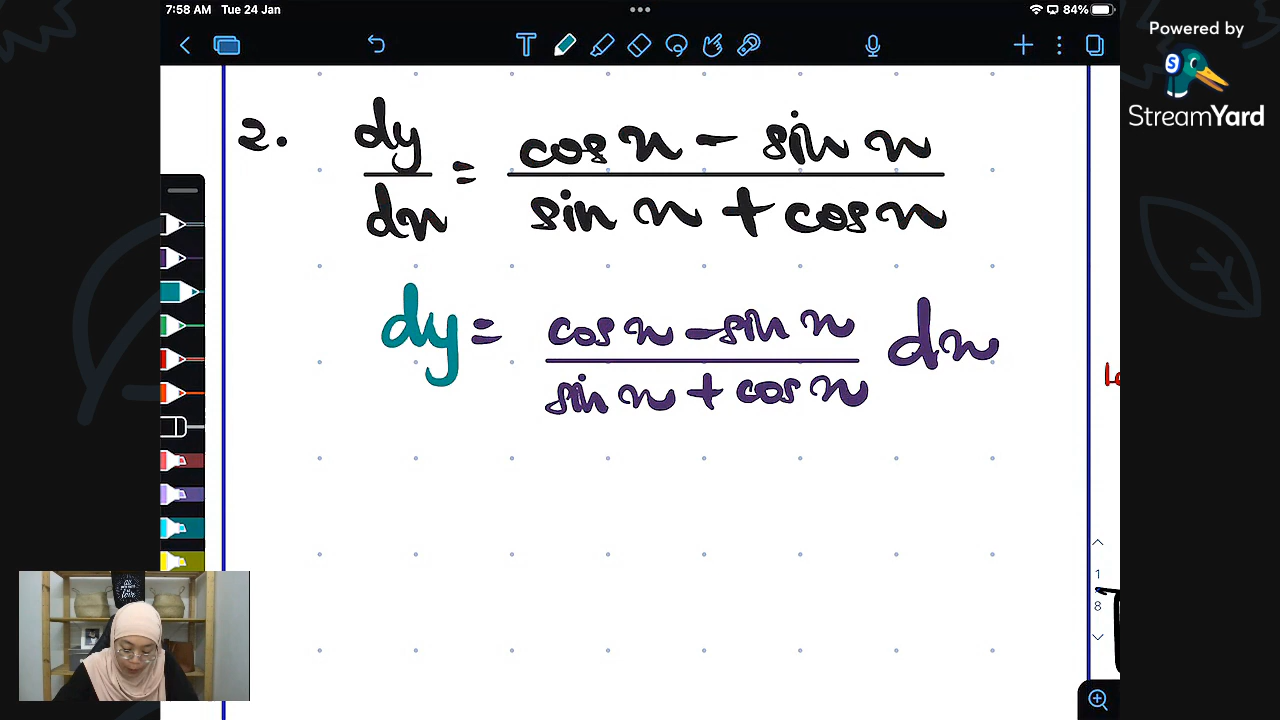 7:58 AM Tue 24 Jan
84%
Powered by
StreamYard
2. dy/dx = cos x - sin x / sin x + cos x
dy = cos x - sin x / sin x + cos x dx
1
8